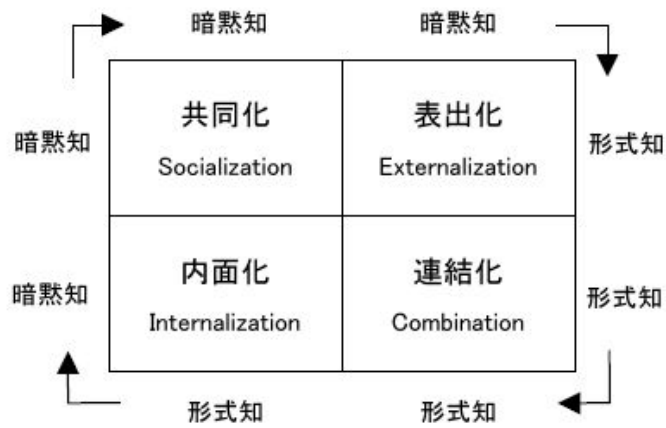 暗黙知 暗黙知
暗黙知 共同化 表出化 形式知
Socialization Externalization
暗黙知 内面化 連結化 形式知
Internalization Combination
形式知 形式知